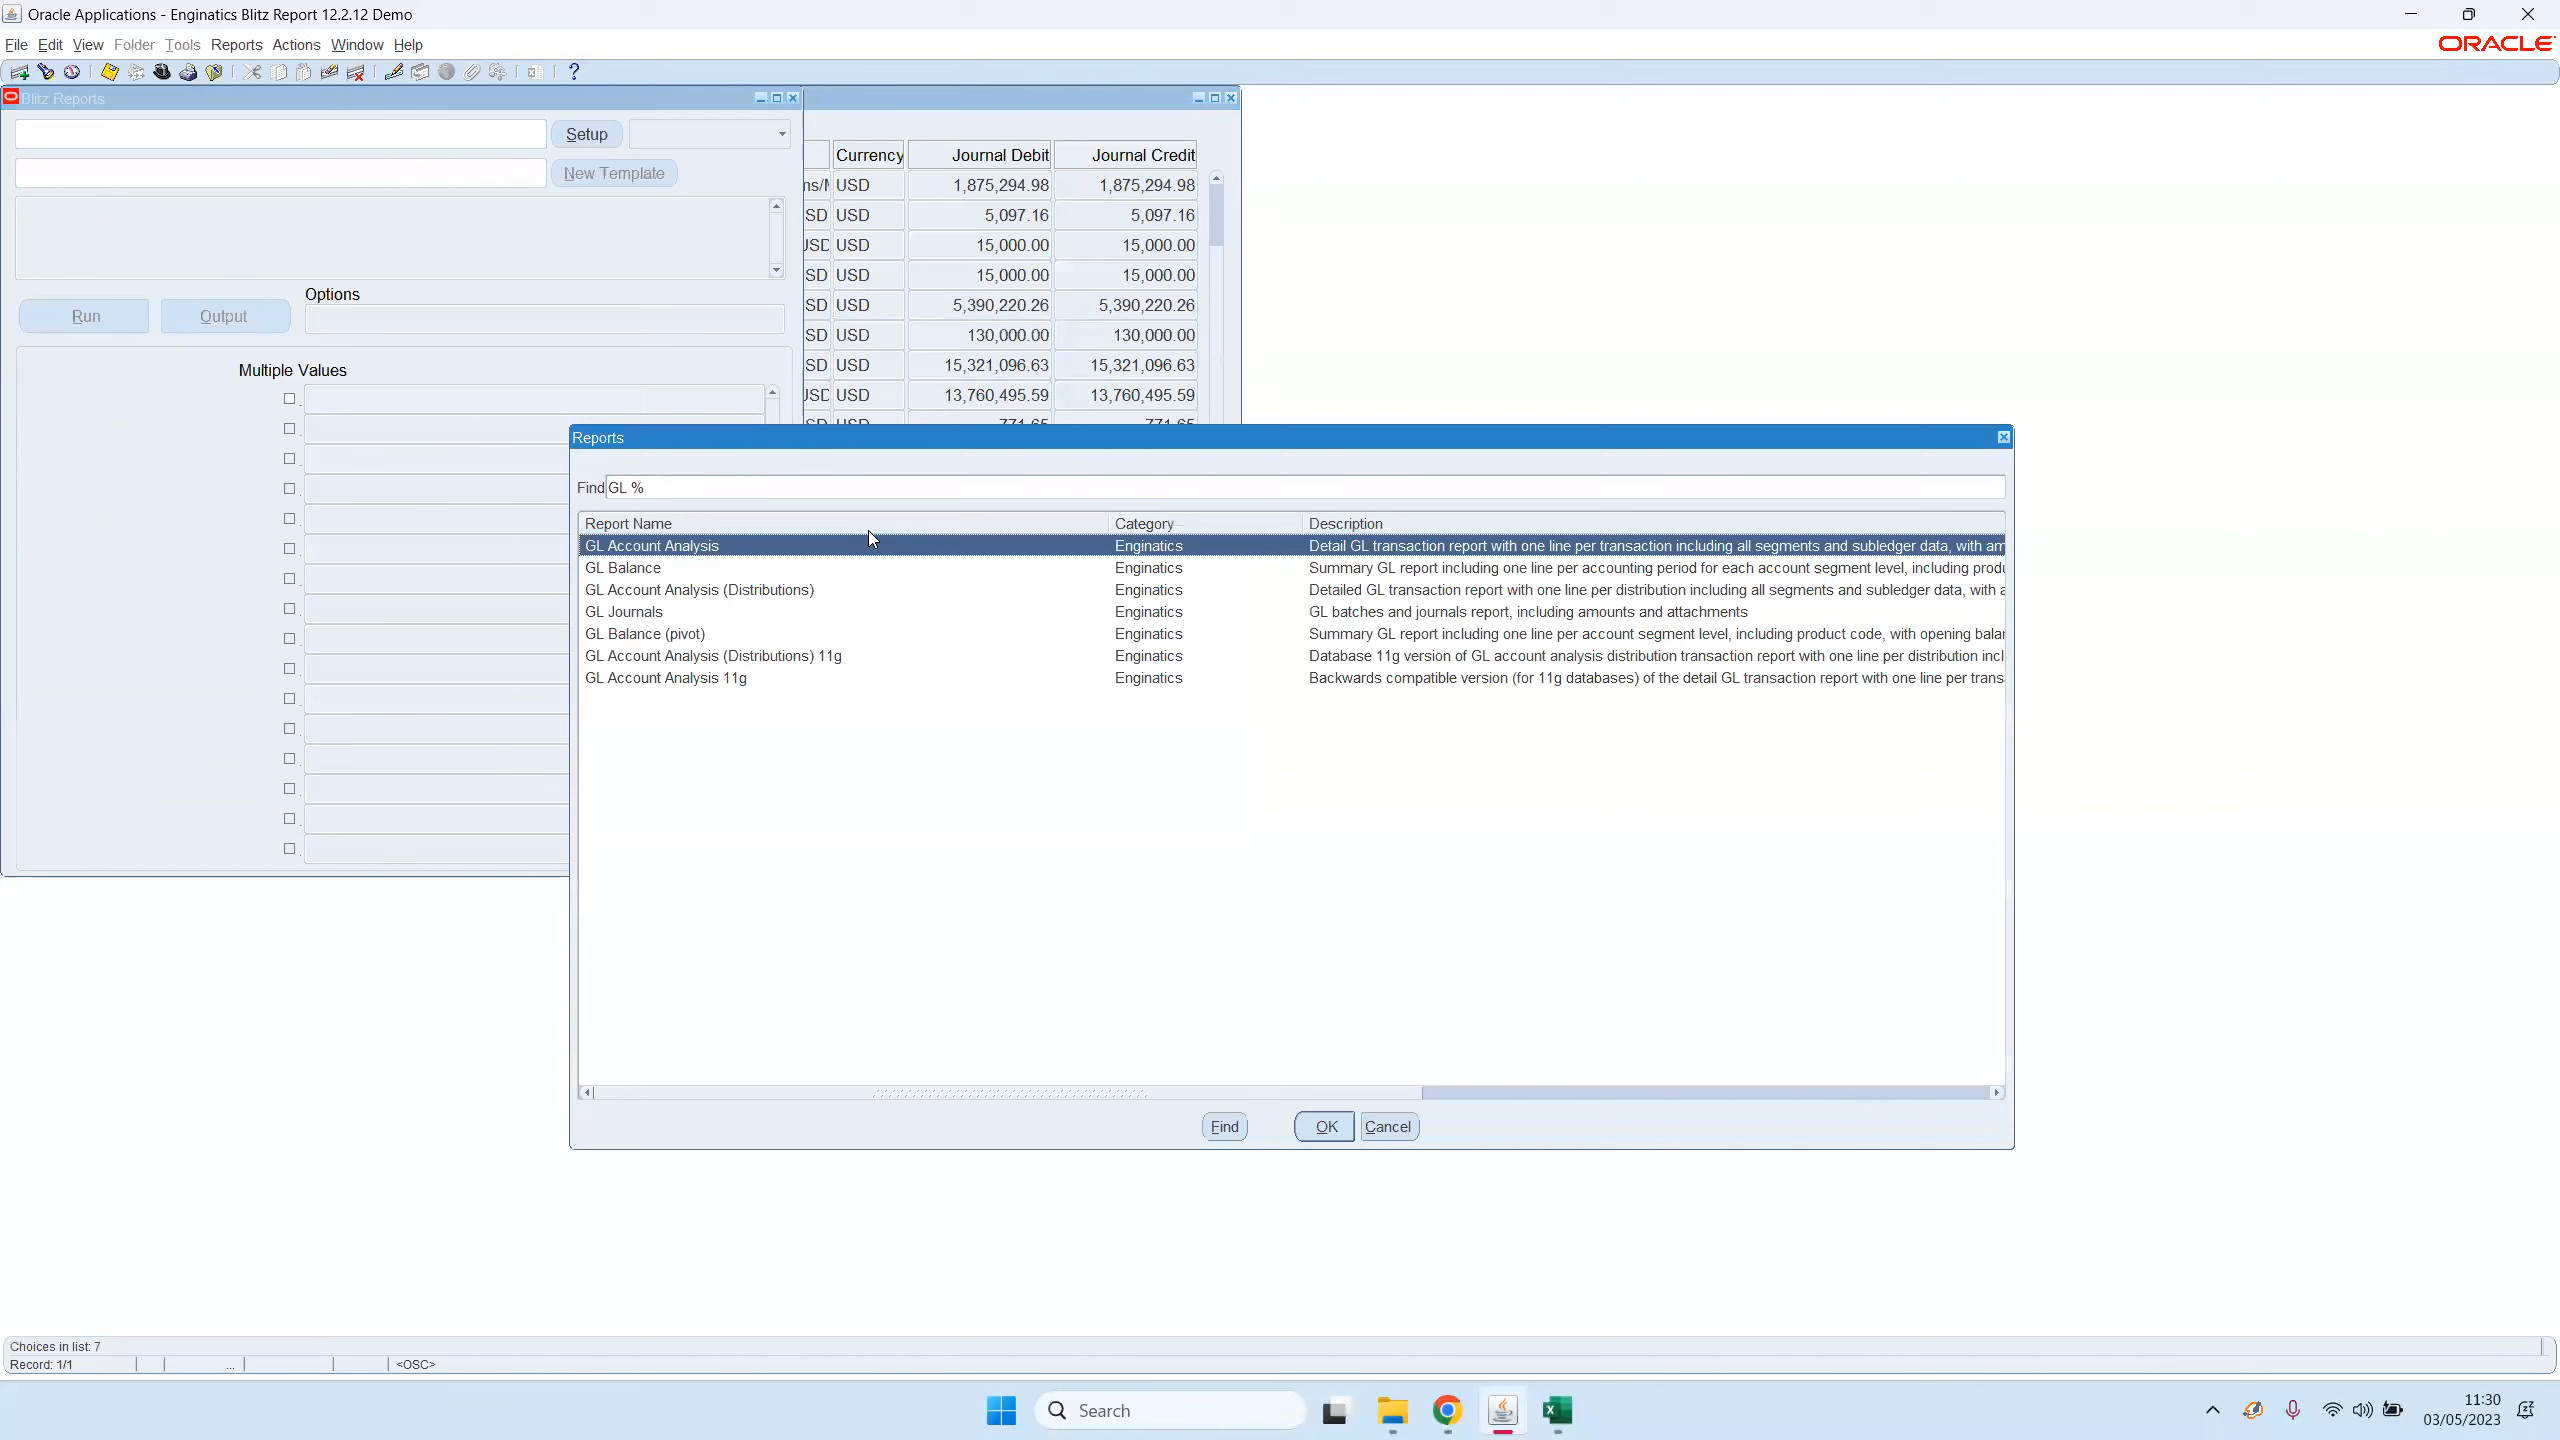 Oracle Applications - Enginatics Blitz Report 12.2.12 Demo
File Edit View Folder Tools Reports Actions Window Help
ORACLE
Blitz Reports
Setup
New Template
Options
Run Output
Multiple Values
Currency Journal Debit Journal Credit
USD 1,875,294.98 1,875,294.98
SD USD 5,097.16 5,097.16
USD 15,000.00 15,000.00
SD USD 15,000.00 15,000.00
SD USD 5,390,220.26 5,390,220.26
SD USD 130,000.00 130,000.00
SD USD 15,321,096.63 15,321,096.63
USD 13,760,495.59 13,760,495.59
Reports
Find GL %
Report Name Category Description
GL Account Analysis Enginatics Detail GL transaction report with one line per transaction including all segments and subledger data, with am
GL Balance Enginatics Summary GL report including one line per accounting period for each account segment level, including produ
GL Account Analysis (Distributions) Enginatics Detailed GL transaction report with one line per distribution including all segments and subledger data, with a
GL Journals Enginatics GL batches and journals report, including amounts and attachments
GL Balance (pivot) Enginatics Summary GL report including one line per account segment level, including product code, with opening bala
GL Account Analysis (Distributions) 11g Enginatics Database 11g version of GL account analysis distribution transaction report with one line per distribution incl
GL Account Analysis 11g Enginatics Backwards compatible version (for 11g databases) of the detail GL transaction report with one line per trans
Find OK Cancel
Choices in list: 7
Record: 1/1 ... <OSC>
Search
11:30
03/05/2023